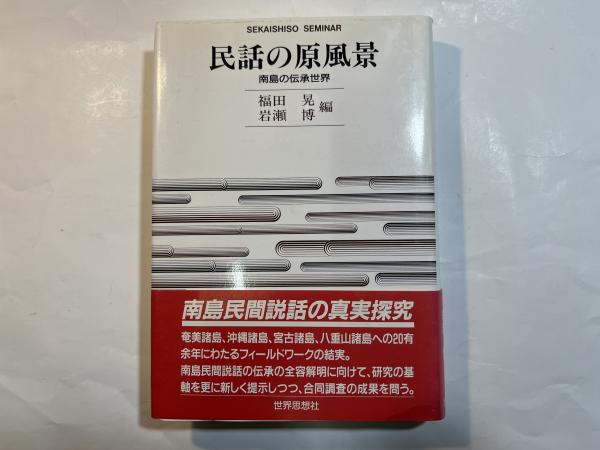 SEKAISHISO SEMINAR
民話の原風景
南島の伝承世界
福田 晃
岩瀬 博 編
南島民間説話の真実探究
奄美諸島、沖縄諸島、宮古諸島、八重山諸島への20有
余年にわたるフィールドワークの結実。
南島民間説話の伝承の全容解明に向けて、研究の基
軸を更に新しく提示しつつ、合同調査の成果を問う。
世界思想社